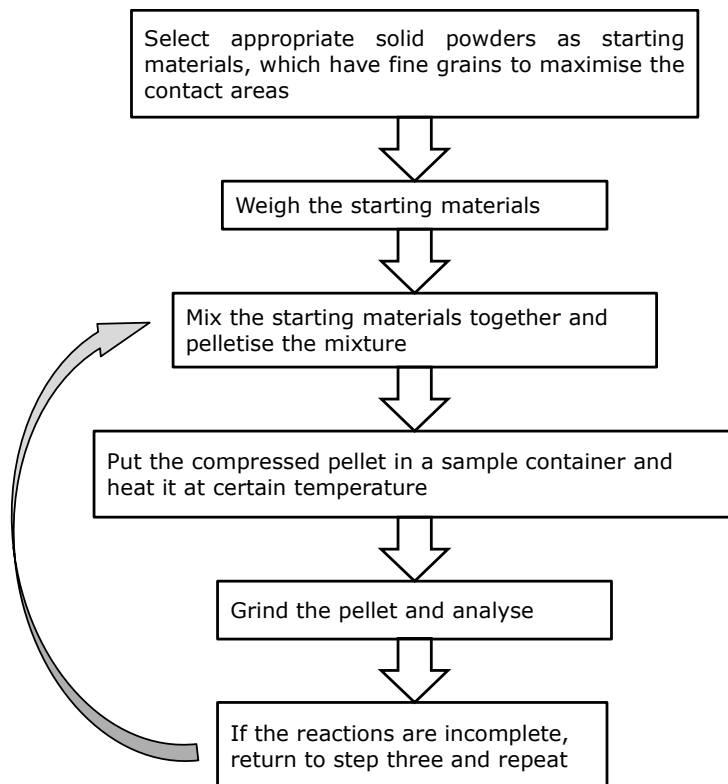 Select appropriate solid powders as starting
materials, which have fine grains to maximise the
contact areas
Weigh the starting materials
Mix the starting materials together and
pelletise the mixture
Put the compressed pellet in a sample container and
heat it at certain temperature
Grind the pellet and analyse
If the reactions are incomplete,
return to step three and repeat